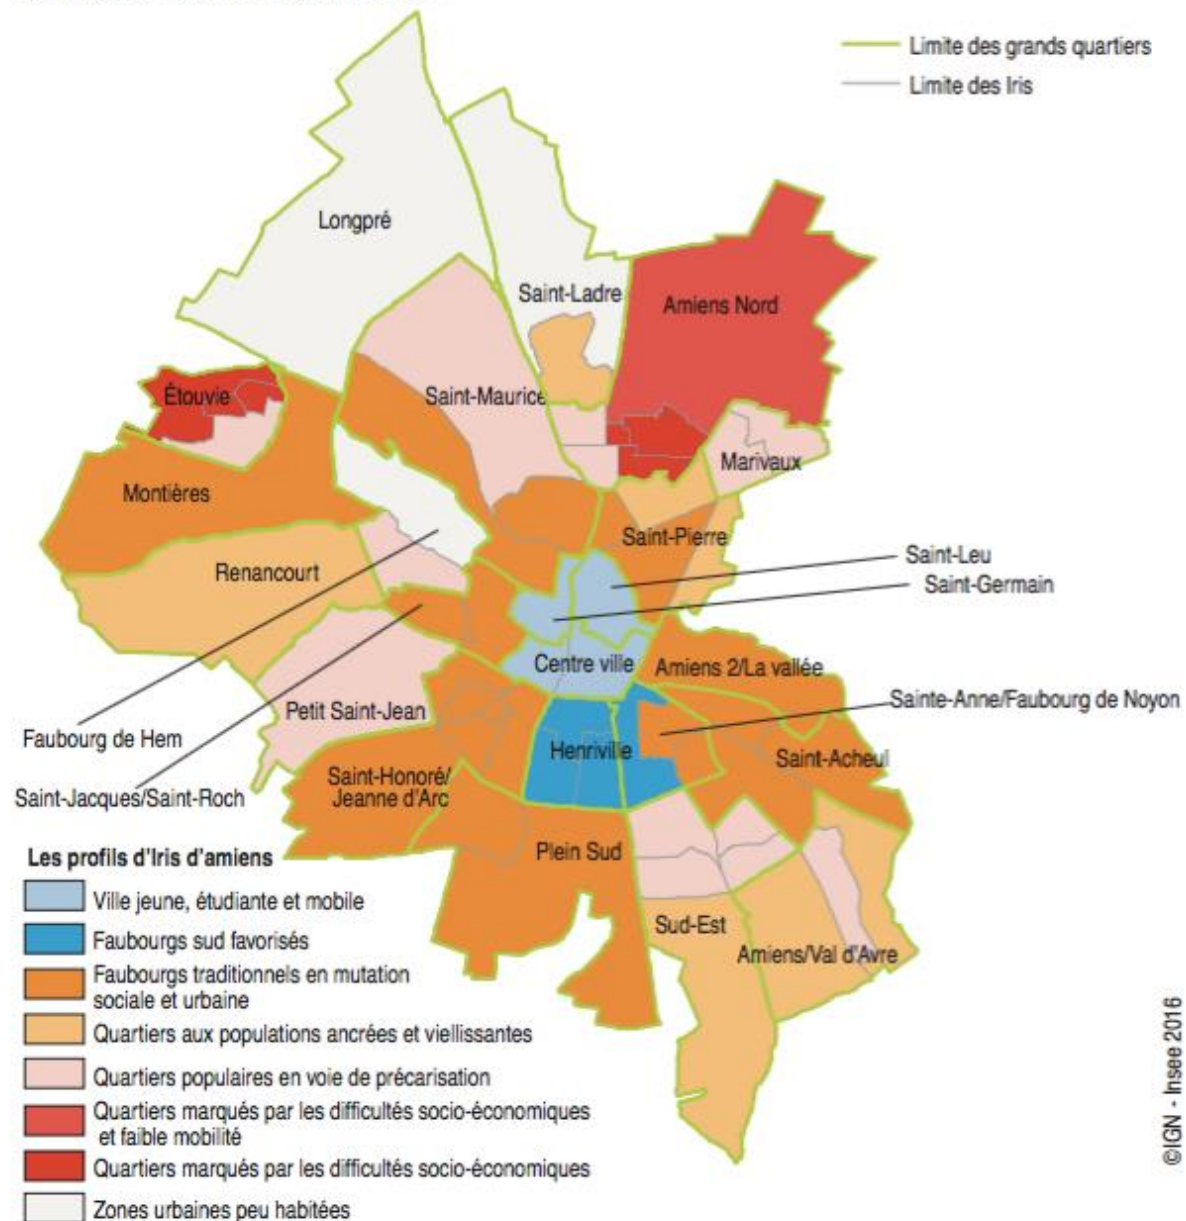 Limite des grands quartiers
Limite des Iris
Longpré
Saint-Ladre
Amiens Nord
Étouvie
Saint-Maurice
Marivaux
Montières
Saint-Pierre
Saint-Leu
Renancourt
Saint-Germain
Centre ville
Amiens 2/La vallée
Sainte-Anne/Faubourg de Noyon
Petit Saint-Jean
Faubourg de Hem
Henriville
Saint-Acheul
Saint-Honoré/
Jeanne d'Arc
Saint-Jacques/Saint-Roch
Plein Sud
Sud-Est
Amiens/Val d'Avre
Les profils d'Iris d'amiens
Ville jeune, étudiante et mobile
Faubourgs sud favorisés
Faubourgs traditionnels en mutation
sociale et urbaine
Quartiers aux populations ancrées et viellissantes
Quartiers populaires en voie de précarisation
Quartiers marqués par les difficultés socio-économiques
et faible mobilité
Quartiers marqués par les difficultés socio-économiques
Zones urbaines peu habitées
©IGN - Insee 2016